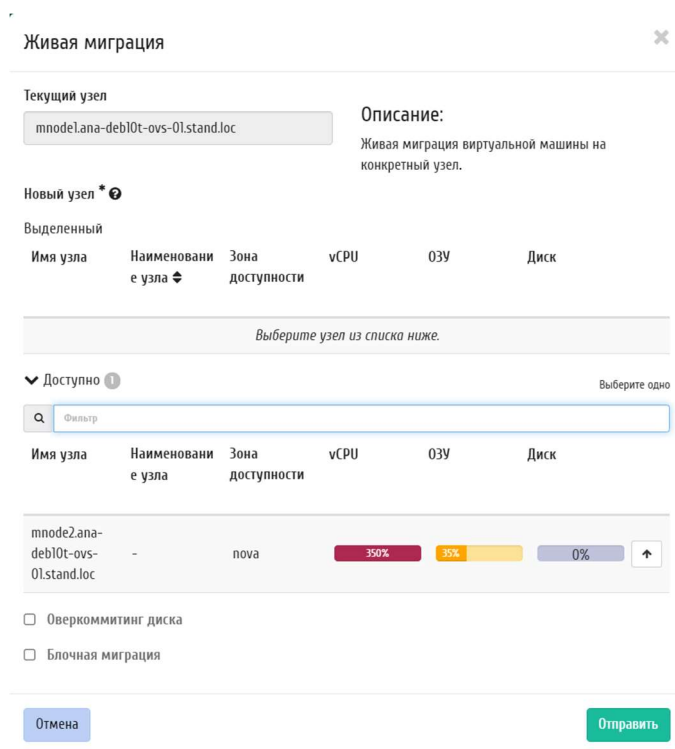 Живая миграция
Текущий узел
mnode1.ana-deb10t-ovs-01.stand.loc
Описание:
Живая миграция виртуальной машины на
конкретный узел.
Новый узел *
Выделенный
Имя узла Наименовани Зона vCPU ОЗУ Диск
е узла доступности
Выберите узел из списка ниже.
Доступно 1
Выберите одно
Фильтр
Имя узла Наименовани Зона vCPU ОЗУ Диск
е узла доступности
mnode2.ana-
deb10t-ovs- - nova 350% 35% 0%
01.stand.loc
Оверкоммитинг диска
Блочная миграция
Отмена Отправить